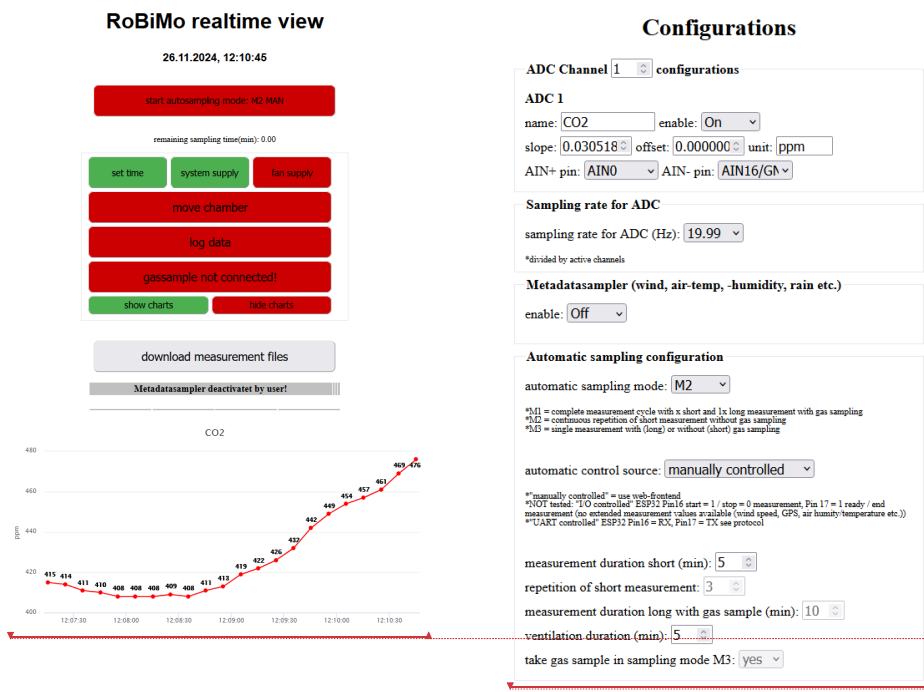 RoBiMo realtime view
26.11.2024, 12:10:45
start autosamping mode: M2 MAN
remaining sampling time(min): 0.00
set time system supply fan supply
move chamber
log data
gassample not connected!
show charts hide charts
download measurement files
Metadatasampler deactivatet by user!
CO2
480
460
440
420
400
ppm
415 414 411 410 408 408 408 409 408 411 413 419 422 426 432 442 449 454 457 461 469 476
12:07:30 12:08:00 12:08:30 12:09:00 12:09:30 12:10:00 12:10:30
Configurations
ADC Channel 1 configurations
ADC 1
name: CO2 enable: On
slope: 0.030518 offset: 0.000000 unit: ppm
AIN+ pin: AIN0 AIN- pin: AIN16/GN
Sampling rate for ADC
sampling rate for ADC (Hz): 19.99
*divided by active channels
Metadatasampler (wind, air-temp, -humidity, rain etc.)
enable: Off
Automatic sampling configuration
automatic sampling mode: M2
*M1 = complete measurement cycle with x short and 1x long measurement with gas sampling
*M2 = continuous repetition of short measurement without gas sampling
*M3 = single measurement with (long) or without (short) gas sampling
automatic control source: manually controlled
*"manually controlled" = use web-frontend
*NOT tested: "I/O controlled" ESP32 Pin16 start = 1 / stop = 0 measurement, Pin 17 = 1 ready / end
measurement (no extended measurement values available (wind speed, GPS, air humity/temperature etc.))
*"UART controlled" ESP32 Pin16 = RX, Pin17 = TX see protocol
measurement duration short (min): 5
repetition of short measurement: 3
measurement duration long with gas sample (min): 10
ventilation duration (min): 5
take gas sample in sampling mode M3: yes